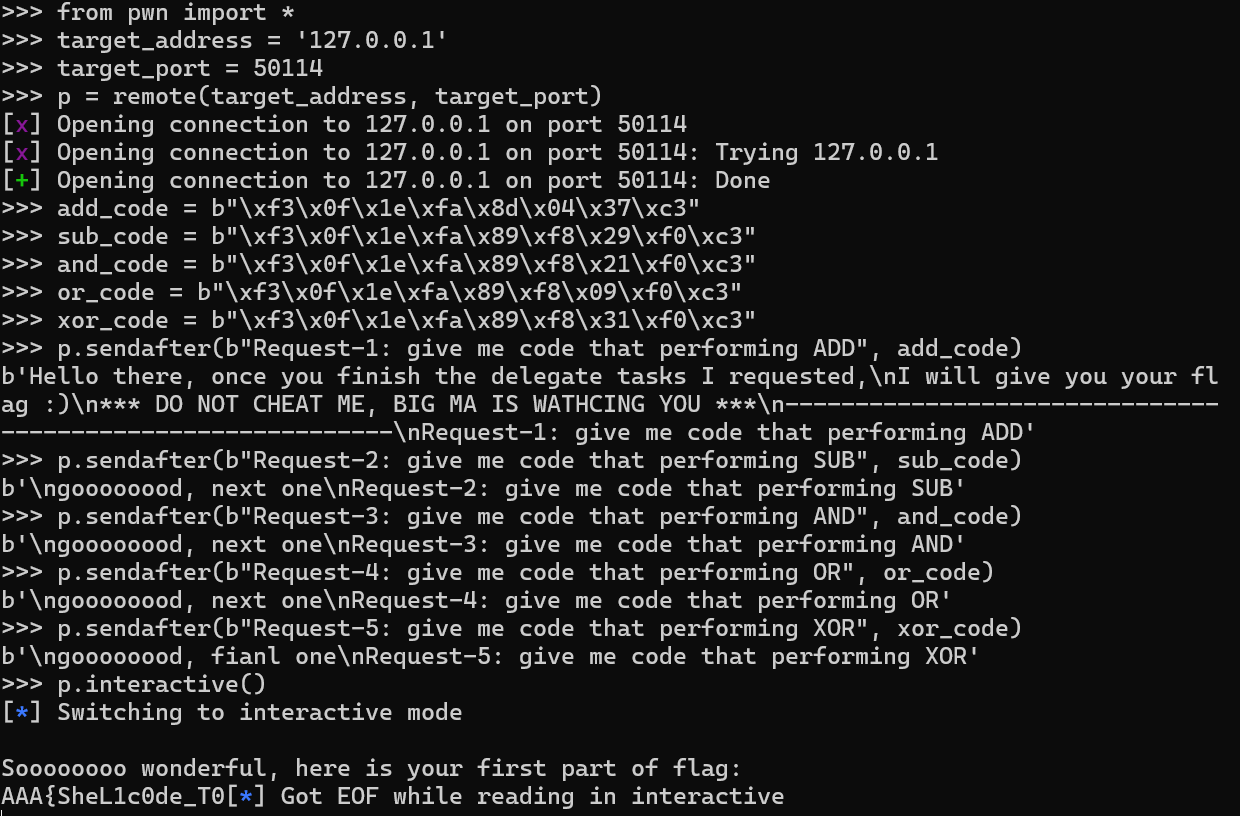 >>> from pwn import *
>>> target_address = '127.0.0.1'
>>> target_port = 50114
>>> p = remote(target_address, target_port)
[x] Opening connection to 127.0.0.1 on port 50114
[x] Opening connection to 127.0.0.1 on port 50114: Trying 127.0.0.1
[+] Opening connection to 127.0.0.1 on port 50114: Done
>>> add_code = b"\xf3\x0f\x1e\xfa\x8d\x04\x37\xc3"
>>> sub_code = b"\xf3\x0f\x1e\xfa\x89\xf8\x29\xf0\xc3"
>>> and_code = b"\xf3\x0f\x1e\xfa\x89\xf8\x21\xf0\xc3"
>>> or_code = b"\xf3\x0f\x1e\xfa\x89\xf8\x09\xf0\xc3"
>>> xor_code = b"\xf3\x0f\x1e\xfa\x89\xf8\x31\xf0\xc3"
>>> p.sendafter(b"Request-1: give me code that performing ADD", add_code)
b'Hello there, once you finish the delegate tasks I requested,\nI will give you your fl
ag :)\n*** DO NOT CHEAT ME, BIG MA IS WATHCING YOU ***\n-------------------------------
----------------------------\nRequest-1: give me code that performing ADD'
>>> p.sendafter(b"Request-2: give me code that performing SUB", sub_code)
b'\ngoooooood, next one\nRequest-2: give me code that performing SUB'
>>> p.sendafter(b"Request-3: give me code that performing AND", and_code)
b'\ngoooooood, next one\nRequest-3: give me code that performing AND'
>>> p.sendafter(b"Request-4: give me code that performing OR", or_code)
b'\ngoooooood, next one\nRequest-4: give me code that performing OR'
>>> p.sendafter(b"Request-5: give me code that performing XOR", xor_code)
b'\ngoooooood, fianl one\nRequest-5: give me code that performing XOR'
>>> p.interactive()
[*] Switching to interactive mode
Soooooooo wonderful, here is your first part of flag:
AAA{SheL1c0de_T0[*] Got EOF while reading in interactive